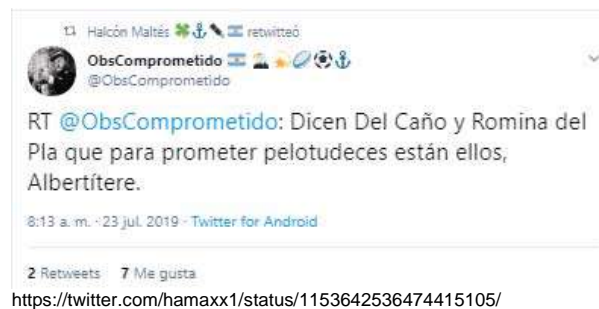 Halcón Maltés retwitteó
ObsComprometido
@ObsComprometido
RT @ObsComprometido: Dicen Del Caño y Romina del
Pla que para prometer pelotudeces están ellos,
Albertítere.
8:13 a. m. · 23 jul. 2019 · Twitter for Android
2 Retweets 7 Me gusta
https://twitter.com/hamaxx1/status/1153642536474415105/